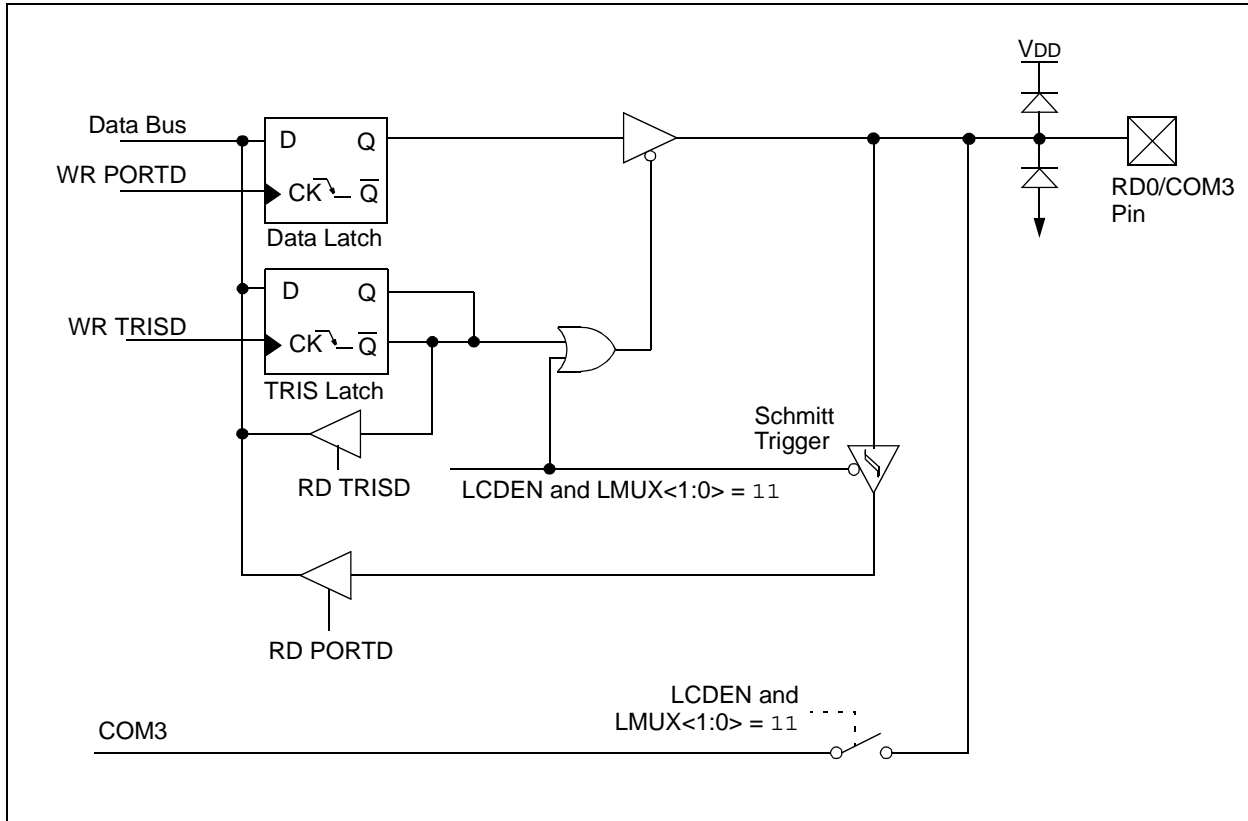 VDD
Data Bus
D Q
WR PORTD
CK Q̅
RD0/COM3
Pin
Data Latch
D Q
WR TRISD
CK Q̅
TRIS Latch
Schmitt
Trigger
RD TRISD
LCDEN and LMUX<1:0> = 11
RD PORTD
LCDEN and
LMUX<1:0> = 11
COM3